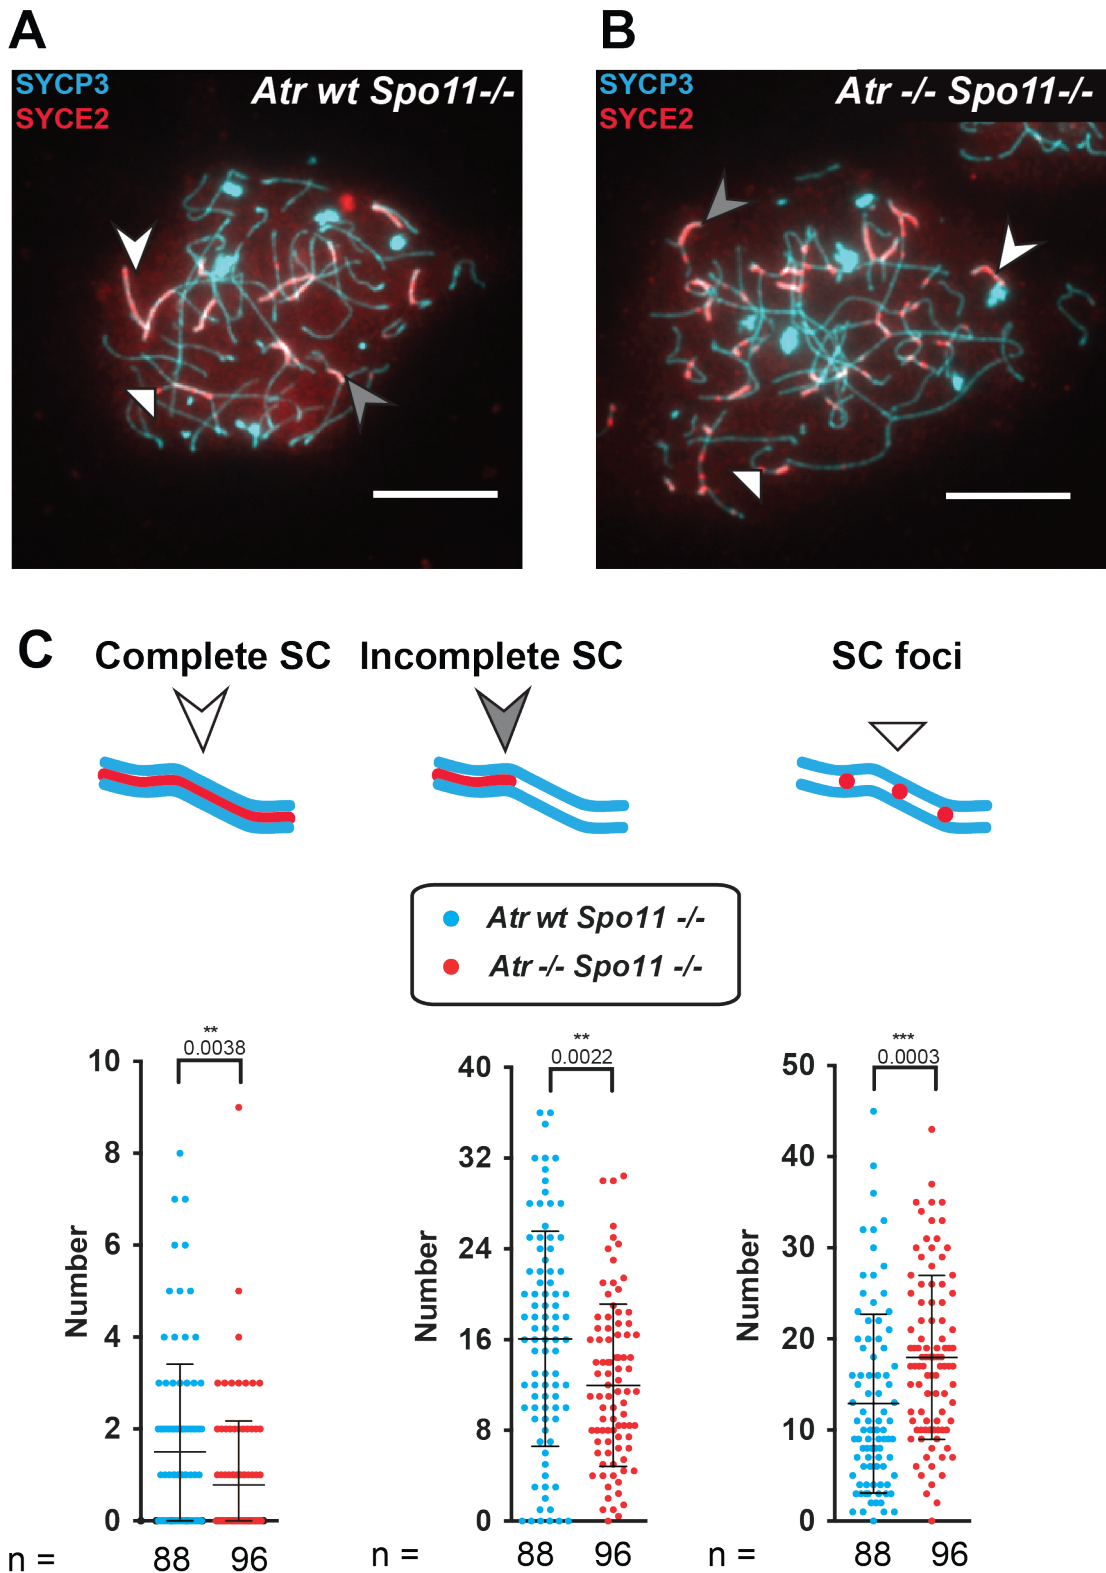 A
B
SYCP3
SYCE2
Atr wt Spo11-/-
SYCP3
SYCE2
Atr -/- Spo11-/-
C
Complete SC
Incomplete SC
SC foci
Atr wt Spo11 -/-
Atr -/- Spo11 -/-
**
0.0038
10
8
6
4
2
0
Number
n =
88
96
**
0.0022
40
32
24
16
8
0
Number
n =
88
96
***
0.0003
50
40
30
20
10
0
Number
n =
88
96